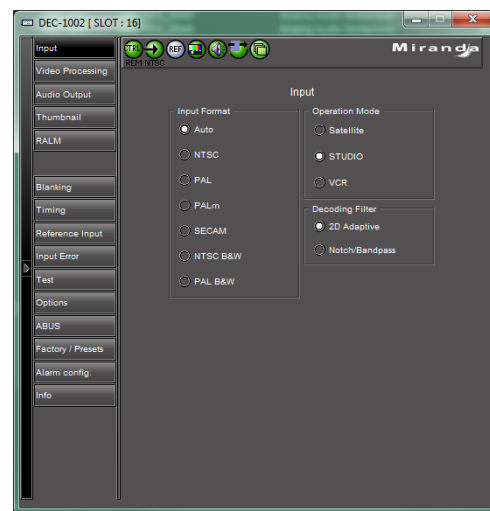 DEC-1002 [ SLOT : 16]
Input
Video Processing
Audio Output
Thumbnail
RALM
Blanking
Timing
Reference Input
Input Error
Test
Options
ABUS
Factory / Presets
Alarm config.
Info
CTRL REF
REM NTSC
Miranda
Input
Input Format
Auto
NTSC
PAL
PALm
SECAM
NTSC B&W
PAL B&W
Operation Mode
Satellite
STUDIO
VCR
Decoding Filter
2D Adaptive
Notch/Bandpass